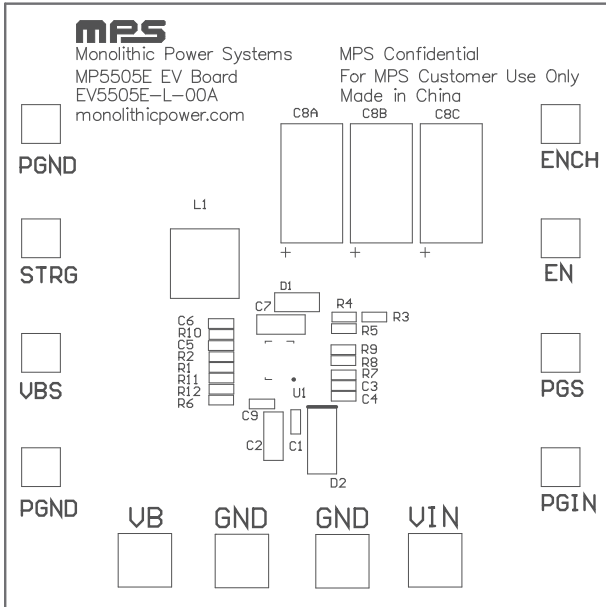 mps
Monolithic Power Systems
MP5505E EV Board
EV5505E-L-00A
monolithicpower.com
MPS Confidential
For MPS Customer Use Only
Made in China
C8A C8B C8C
PGND
ENCH
L1
+ + +
STRG
EN
D1
C7
R4
R3
R5
C6
R10
C5
R2
R1
R11
R12
R6
R9
R8
R7
C3
C4
U1
C9
C2
C1
D2
VBS
PGS
PGND
PGIN
VB GND GND VIN